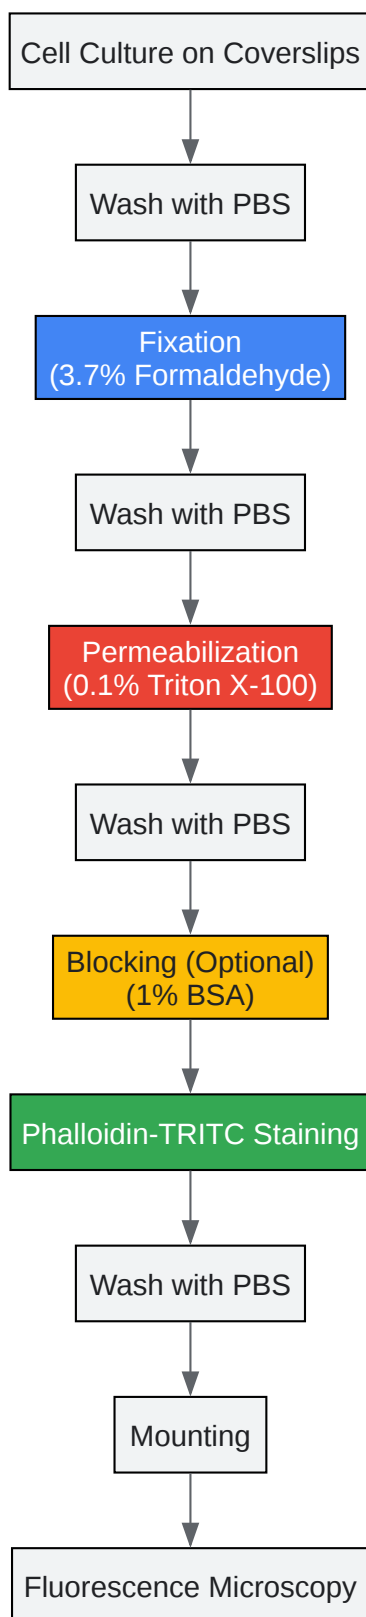 Cell Culture on Coverslips
Wash with PBS
Fixation
(3.7% Formaldehyde)
Wash with PBS
Permeabilization
(0.1% Triton X-100)
Wash with PBS
Blocking (Optional)
(1% BSA)
Phalloidin-TRITC Staining
Wash with PBS
Mounting
Fluorescence Microscopy